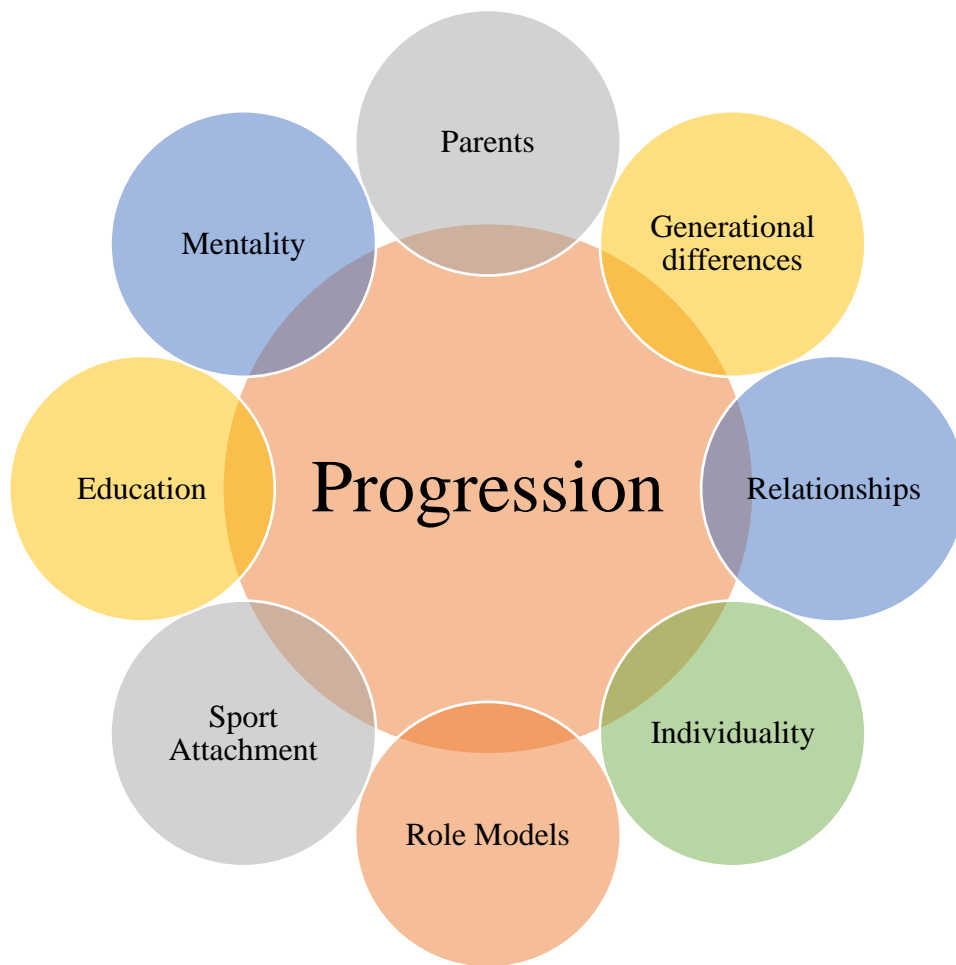 Parents
Mentality
Generational
differences
Education
Progression
Relationships
Sport
Attachment
Individuality
Role Models